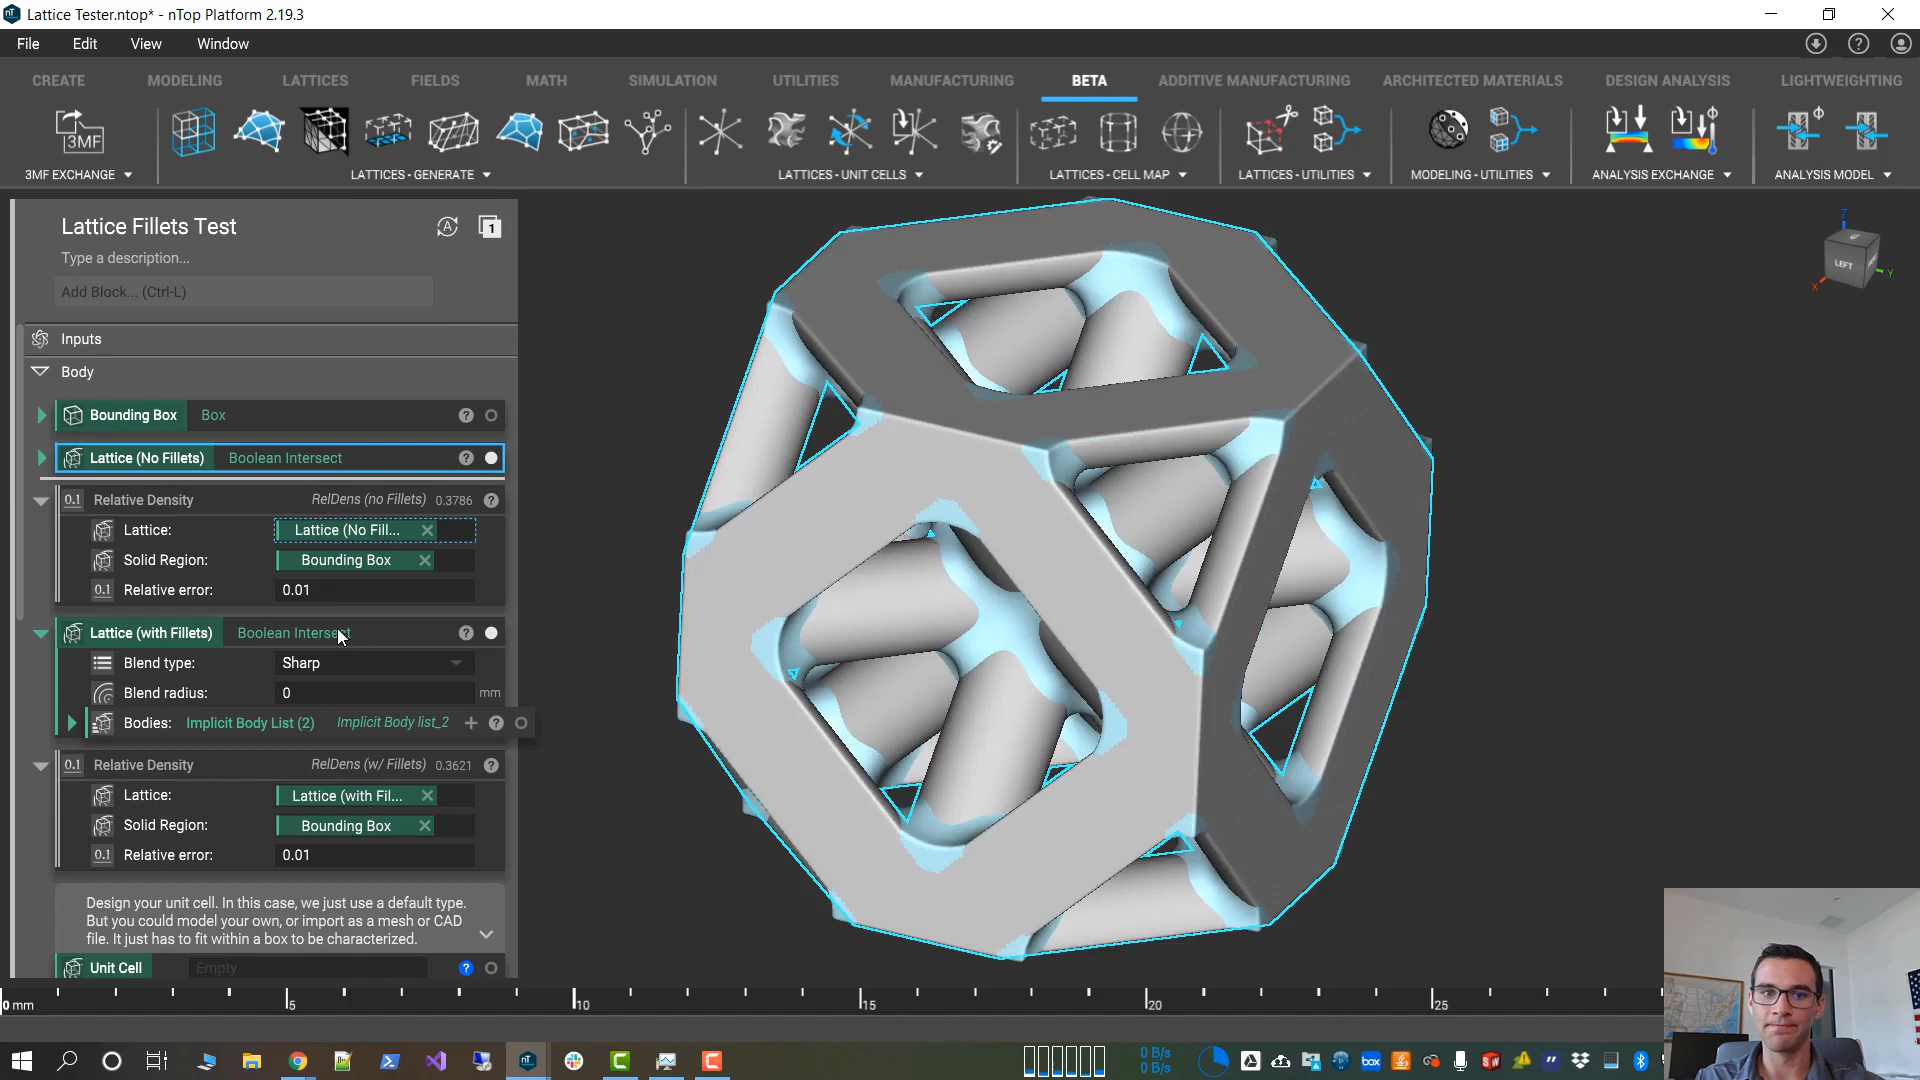 Lattice Tester.ntop* - nTop Platform 2.19.3
File Edit View Window
CREATE MODELING LATTICES FIELDS MATH SIMULATION UTILITIES MANUFACTURING BETA ADDITIVE MANUFACTURING ARCHITECTED MATERIALS DESIGN ANALYSIS LIGHTWEIGHTING
3MF
3MF EXCHANGE LATTICES - GENERATE LATTICES - UNIT CELLS LATTICES - CELL MAP LATTICES - UTILITIES MODELING - UTILITIES ANALYSIS EXCHANGE ANALYSIS MODEL
Lattice Fillets Test
1
Type a description...
Add Block... (Ctrl-L)
Inputs
Body
Bounding Box Box
Lattice (No Fillets) Boolean Intersect
0.1 Relative Density RelDens (no Fillets) 0.3786
Lattice: Lattice (No Fill...
Solid Region: Bounding Box
0.1 Relative error: 0.01
Lattice (with Fillets) Boolean Intersect
Blend type: Sharp
Blend radius: 0 mm
Bodies: Implicit Body List (2) Implicit Body list_2
0.1 Relative Density RelDens (w/ Fillets) 0.3621
Lattice: Lattice (with Fil...
Solid Region: Bounding Box
0.1 Relative error: 0.01
Design your unit cell. In this case, we just use a default type.
But you could model your own, or import as a mesh or CAD
file. It just has to fit within a box to be characterized.
Unit Cell Empty
Z
LEFT
X
Y
0 mm 5 10 15 20 25
0 B/s
0 B/s
box